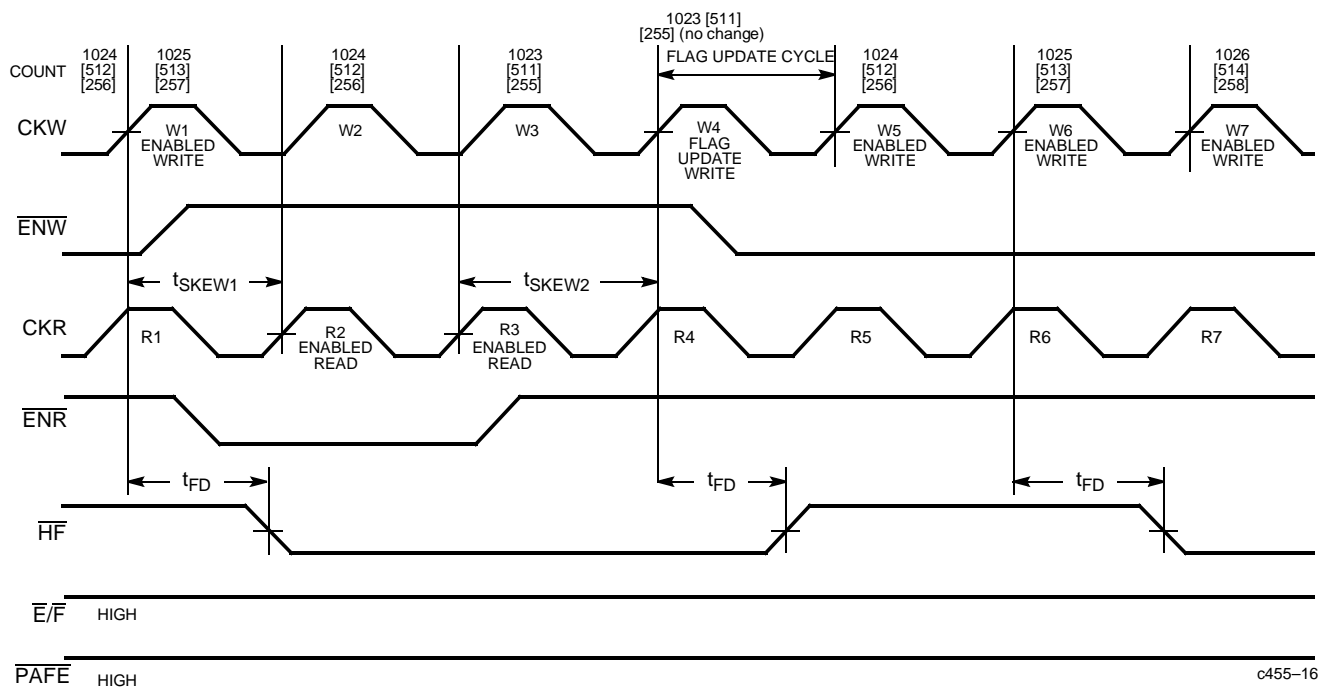 1023 [511]
[255] (no change)
FLAG UPDATE CYCLE
COUNT
1024
[512]
[256]
1025
[513]
[257]
1024
[512]
[256]
1023
[511]
[255]
1024
[512]
[256]
1025
[513]
[257]
1026
[514]
[258]
CKW
W1
ENABLED
WRITE
W2
W3
W4
FLAG
UPDATE
WRITE
W5
ENABLED
WRITE
W6
ENABLED
WRITE
W7
ENABLED
WRITE
ENW
tSKEW1
tSKEW2
CKR
R1
R2
ENABLED
READ
R3
ENABLED
READ
R4
R5
R6
R7
ENR
tFD
tFD
tFD
HF
E/F HIGH
PAFE HIGH
c455–16